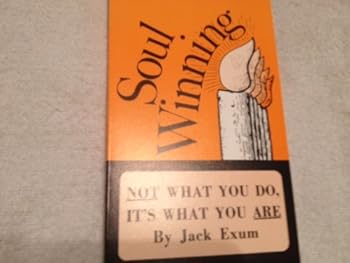 Soul
Winning
NOT WHAT YOU DO,
IT'S WHAT YOU ARE
By Jack Exum